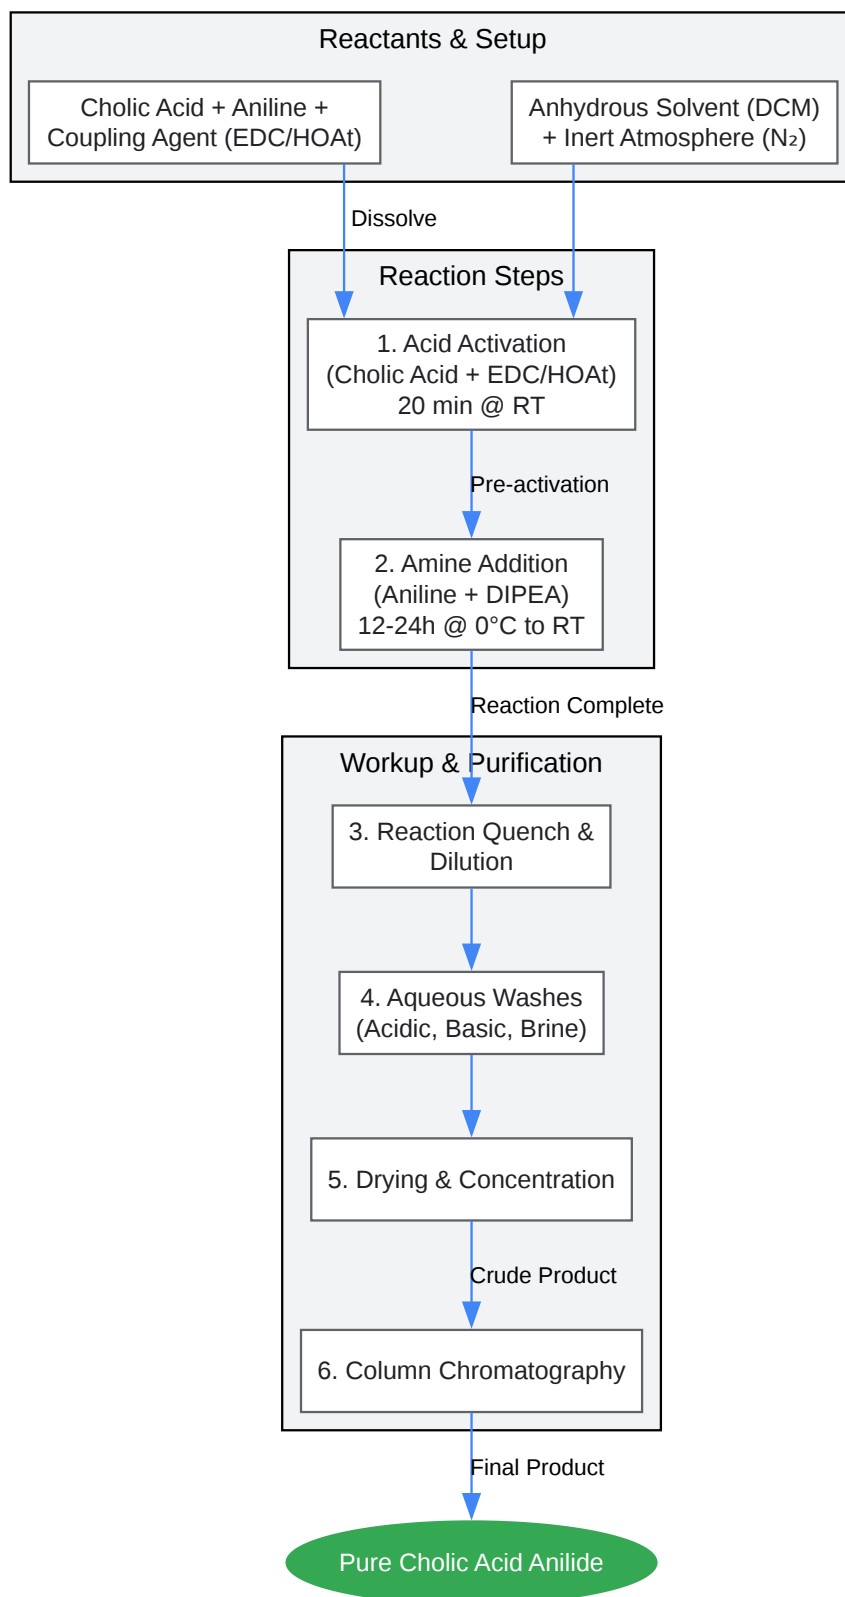 Reactants & Setup
Cholic Acid + Aniline +
Coupling Agent (EDC/HOAt)
Anhydrous Solvent (DCM)
+ Inert Atmosphere (N₂)
Dissolve
Reaction Steps
1. Acid Activation
(Cholic Acid + EDC/HOAt)
20 min @ RT
Pre-activation
2. Amine Addition
(Aniline + DIPEA)
12-24h @ 0°C to RT
Reaction Complete
Workup & Purification
3. Reaction Quench &
Dilution
4. Aqueous Washes
(Acidic, Basic, Brine)
5. Drying & Concentration
Crude Product
6. Column Chromatography
Final Product
Pure Cholic Acid Anilide